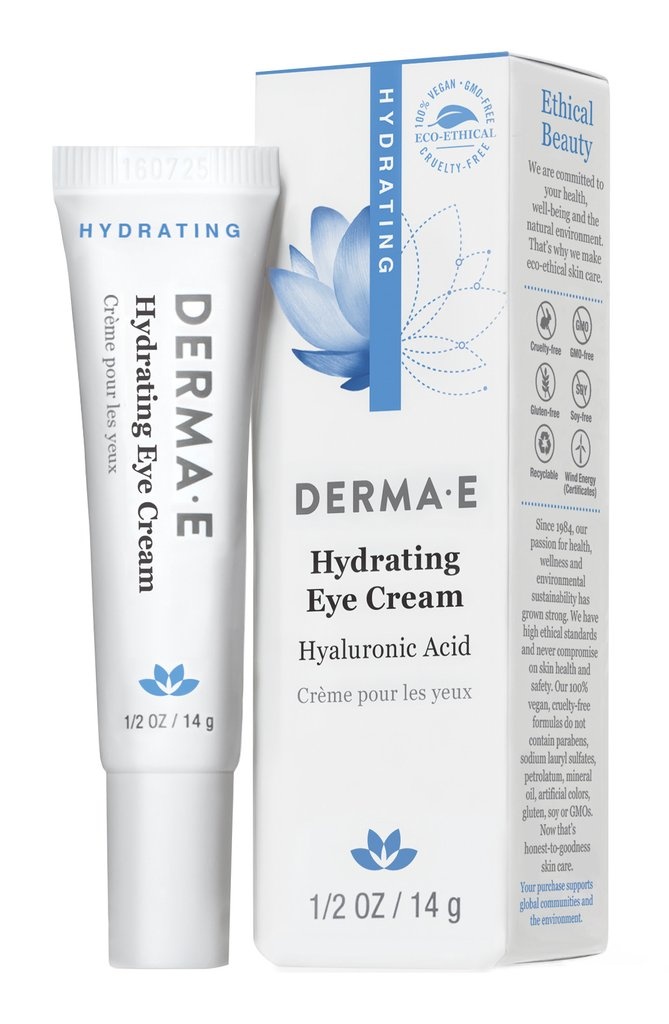 160725
HYDRATING
DERMA·E
Hydrating Eye Cream
Crème pour les yeux
1/2 OZ / 14 g
HYDRATING
100% VEGAN · GMO-FREE
ECO-ETHICAL
CRUELTY-FREE
DERMA·E
Hydrating
Eye Cream
Hyaluronic Acid
Crème pour les yeux
1/2 OZ / 14 g
Ethical
Beauty
We are committed to
your health,
well-being and the
natural environment.
That's why we make
eco-ethical skin care.
GMO
Cruelty-free
GMO-free
SOY
Gluten-free
Soy-free
Recyclable
Wind Energy
(Certificates)
Since 1984, our
passion for health,
wellness and
environmental
sustainability has
grown strong. We have
high ethical standards
and never compromise
on skin health and
safety. Our 100%
vegan, cruelty-free
formulas do not
contain parabens,
sodium lauryl sulfates,
petrolatum, mineral
oil, artificial colors,
gluten, soy or GMOs.
Now that's
honest-to-goodness
skin care.
Your purchase supports
global communities and
the environment.